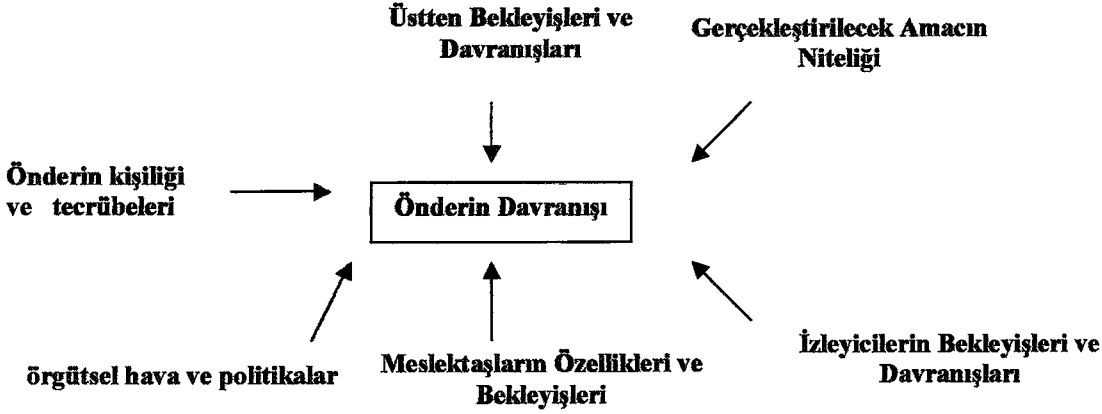 Üstten Bekleyişleri ve
Davranışları
Gerçekleştirilecek Amacın
Niteliği
Önderin kişiliği
ve tecrübeleri
Önderin Davranışı
örgütsel hava ve politikalar
Meslektaşların Özellikleri ve
Bekleyişleri
İzleyicilerin Bekleyişleri ve
Davranışları